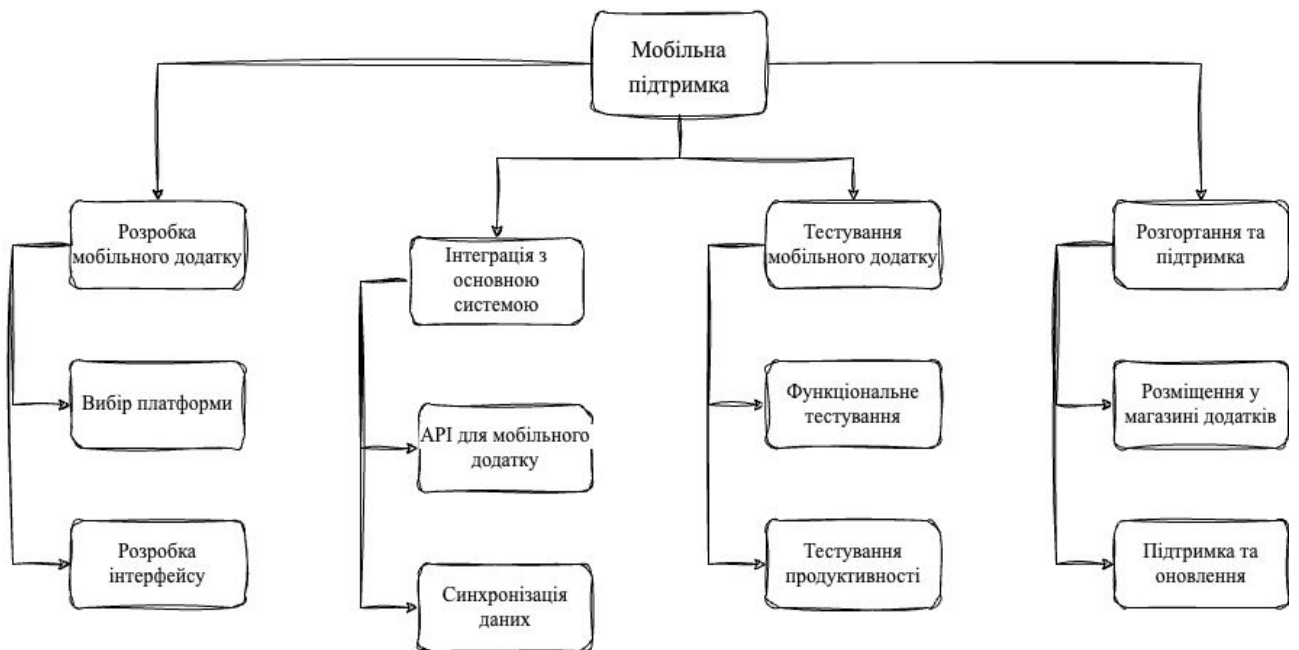 Мобільна
підтримка
Розробка
мобільного додатку
Вибір платформи
Розробка
інтерфейсу
Інтеграція з
основною
системою
API для мобільного
додатку
Синхронізація
даних
Тестування
мобільного додатку
Функціональне
тестування
Тестування
продуктивності
Розгортання та
підтримка
Розміщення у
магазині додатків
Підтримка та
оновлення